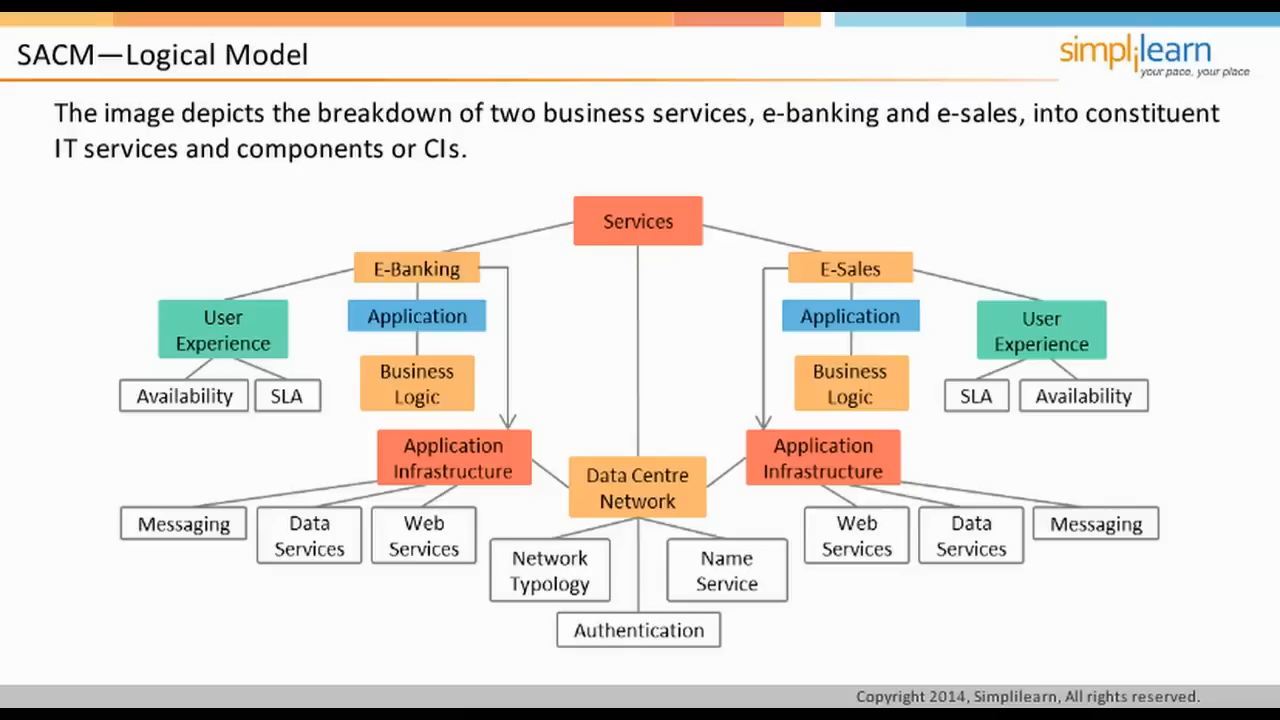 SACM—Logical Model
simplilearn
your pace, your place
The image depicts the breakdown of two business services, e-banking and e-sales, into constituent
IT services and components or CIs.
Services
E-Banking
E-Sales
User
Experience
Application
Application
User
Experience
Availability
SLA
Business
Logic
Business
Logic
SLA
Availability
Application
Infrastructure
Data Centre
Network
Application
Infrastructure
Messaging
Data
Services
Web
Services
Network
Typology
Name
Service
Web
Services
Data
Services
Messaging
Authentication
Copyright 2014, Simplilearn, All rights reserved.